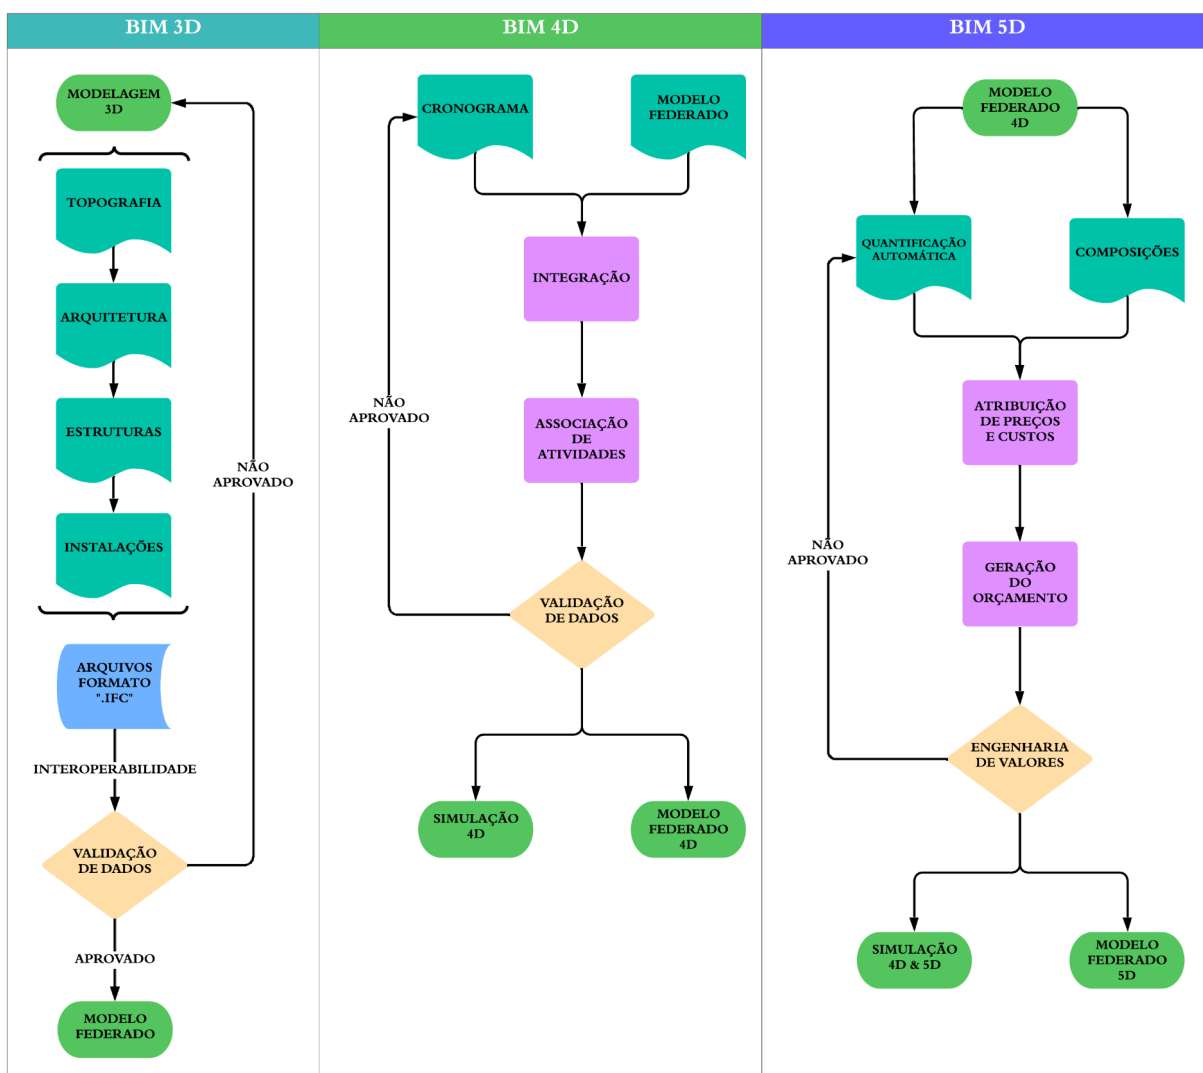 BIM 3D
MODELAGEM
3D
TOPOGRAFIA
ARQUITETURA
ESTRUTURAS
INSTALAÇÕES
ARQUIVOS
FORMATO
".IFC"
INTEROPERABILIDADE
VALIDAÇÃO
DE DADOS
NÃO
APROVADO
APROVADO
MODELO
FEDERADO
BIM 4D
CRONOGRAMA
MODELO
FEDERADO
INTEGRAÇÃO
ASSOCIAÇÃO
DE
ATIVIDADES
NÃO
APROVADO
VALIDAÇÃO
DE DADOS
SIMULAÇÃO
4D
MODELO
FEDERADO
4D
BIM 5D
MODELO
FEDERADO
4D
QUANTIFICAÇÃO
AUTOMÁTICA
COMPOSIÇÕES
ATRIBUIÇÃO
DE PREÇOS
E CUSTOS
GERAÇÃO
DO
ORÇAMENTO
NÃO
APROVADO
ENGENHARIA
DE VALORES
SIMULAÇÃO
4D & 5D
MODELO
FEDERADO
5D